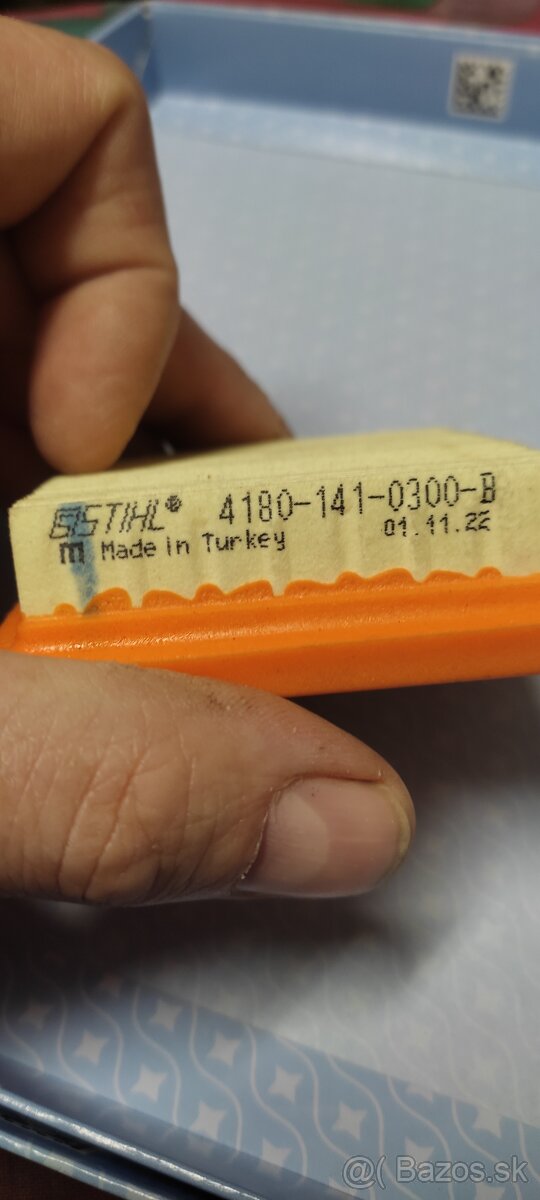 STIHL® 4180-141-0300-B
01.11.22
m Made in Turkey
@( Bazos.sk